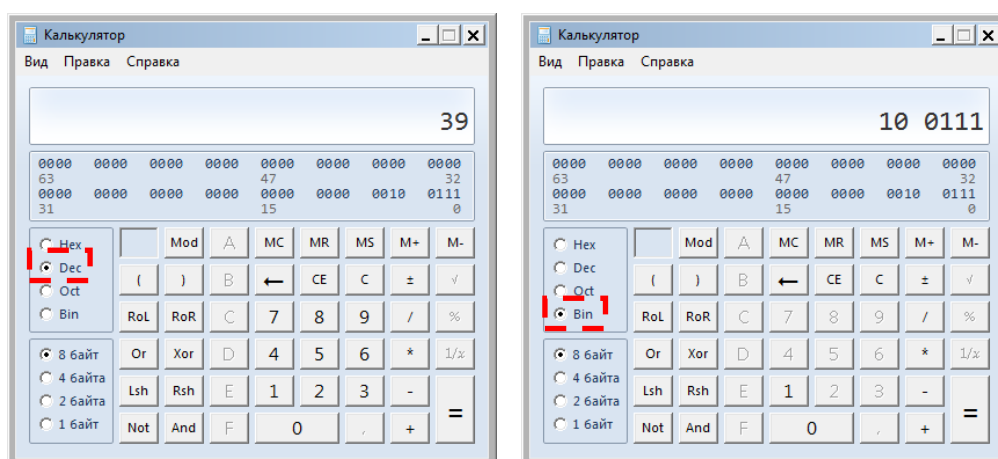 Калькулятор
Вид Правка Справка
39
0000 0000 0000 0000 0000 0000 0000 0000
63 47 32
0000 0000 0000 0000 0000 0000 0010 0111
31 15 0
Hex Mod A MC MR MS M+ M-
Dec ( ) B ← CE C ± √
Oct
Bin RoL RoR C 7 8 9 / %
8 байт Or Xor D 4 5 6 * 1/x
4 байта Lsh Rsh E 1 2 3 - =
2 байта
1 байт Not And F 0 , +
Калькулятор
Вид Правка Справка
10 0111
0000 0000 0000 0000 0000 0000 0000 0000
63 47 32
0000 0000 0000 0000 0000 0000 0010 0111
31 15 0
Hex Mod A MC MR MS M+ M-
Dec ( ) B ← CE C ± √
Oct
Bin RoL RoR C 7 8 9 / %
8 байт Or Xor D 4 5 6 * 1/x
4 байта Lsh Rsh E 1 2 3 - =
2 байта
1 байт Not And F 0 , +